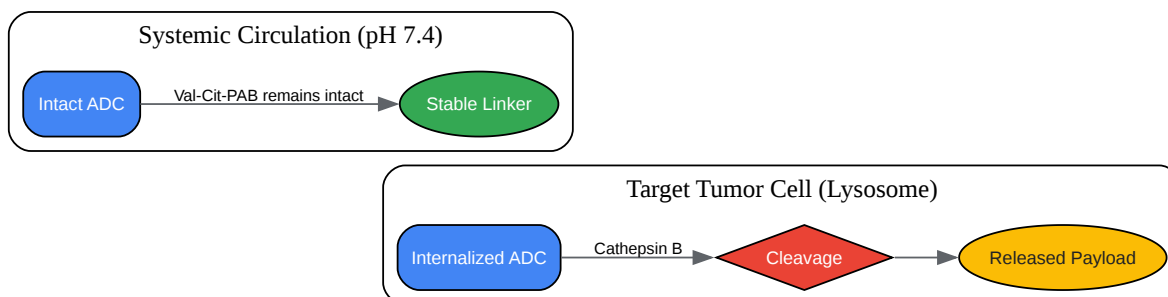 Systemic Circulation (pH 7.4)
Intact ADC
Val-Cit-PAB remains intact
Stable Linker
Target Tumor Cell (Lysosome)
Internalized ADC
Cathepsin B
Cleavage
Released Payload